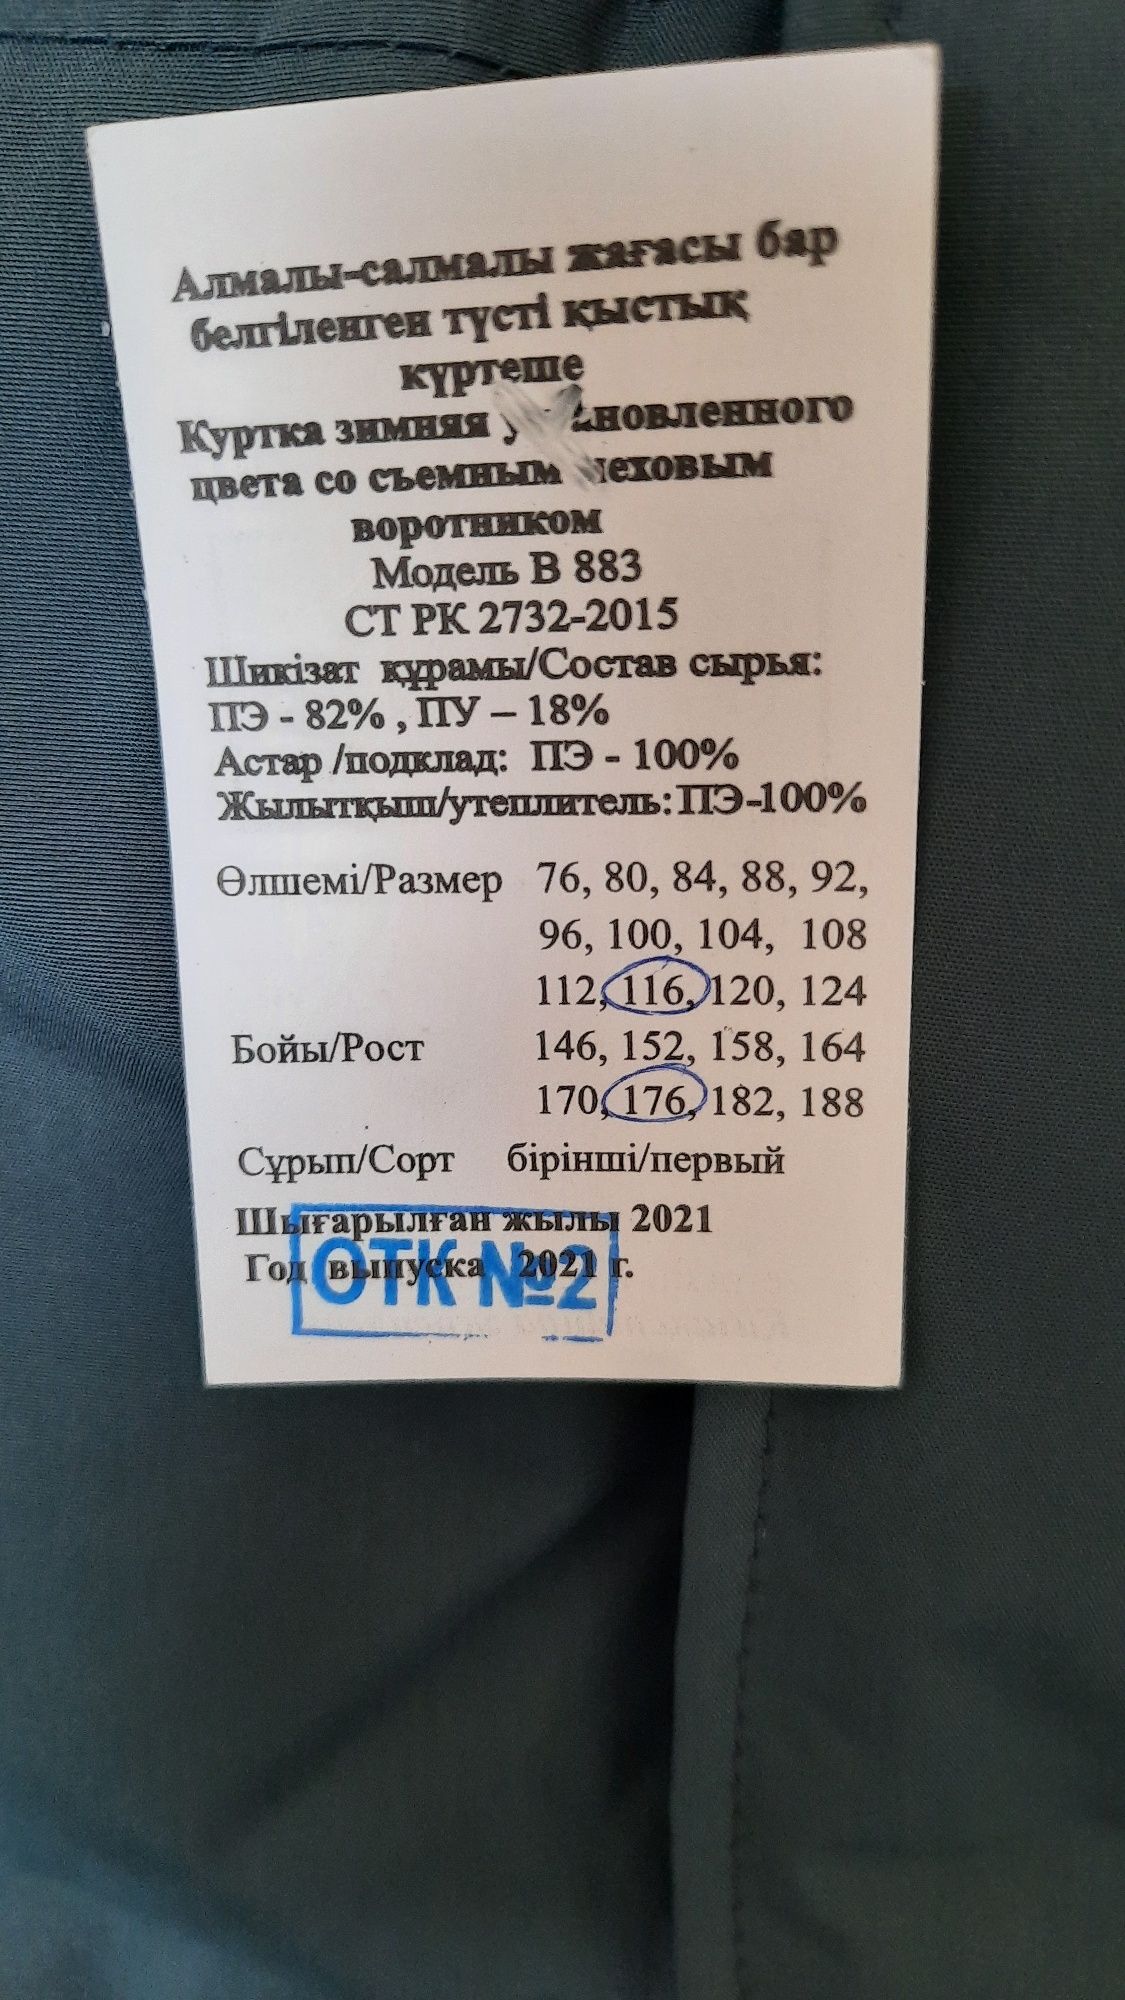 Алмалы-салмалы жағасы бар
белгіленген түсті қыстық
күртеше
Куртка зимняя
цвета со съемным
воротником
Модель В 883
СТ РК 2732-2015
Шикізат құрамы/Состав сырья:
ПЭ - 82% , ПУ – 18%
Астар /подклад: ПЭ - 100%
Жылытқыш/утеплитель: ПЭ-100%
Өлшемі/Размер 76, 80, 84, 88, 92,
96, 100, 104, 108
112, 116, 120, 124
Бойы/Рост 146, 152, 158, 164
170, 176, 182, 188
Сұрып/Сорт бірінші/первый
Шығарылған жылы 2021
Год выпуска 2021 г.
ОТК №2